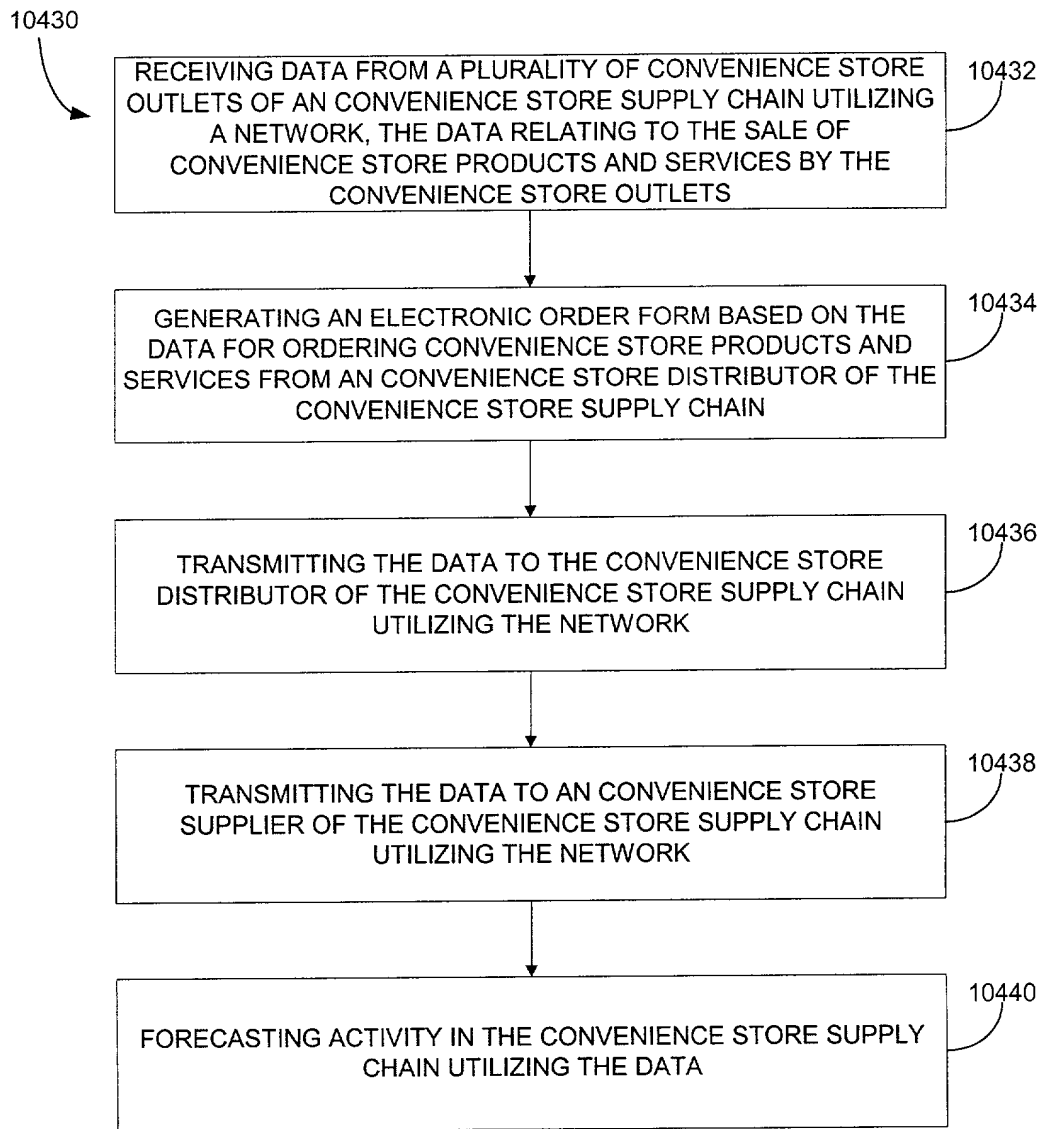 10430
RECEIVING DATA FROM A PLURALITY OF CONVENIENCE STORE
OUTLETS OF AN CONVENIENCE STORE SUPPLY CHAIN UTILIZING
A NETWORK, THE DATA RELATING TO THE SALE OF
CONVENIENCE STORE PRODUCTS AND SERVICES BY THE
CONVENIENCE STORE OUTLETS
10432
GENERATING AN ELECTRONIC ORDER FORM BASED ON THE
DATA FOR ORDERING CONVENIENCE STORE PRODUCTS AND
SERVICES FROM AN CONVENIENCE STORE DISTRIBUTOR OF THE
CONVENIENCE STORE SUPPLY CHAIN
10434
TRANSMITTING THE DATA TO THE CONVENIENCE STORE
DISTRIBUTOR OF THE CONVENIENCE STORE SUPPLY CHAIN
UTILIZING THE NETWORK
10436
TRANSMITTING THE DATA TO AN CONVENIENCE STORE
SUPPLIER OF THE CONVENIENCE STORE SUPPLY CHAIN
UTILIZING THE NETWORK
10438
FORECASTING ACTIVITY IN THE CONVENIENCE STORE SUPPLY
CHAIN UTILIZING THE DATA
10440